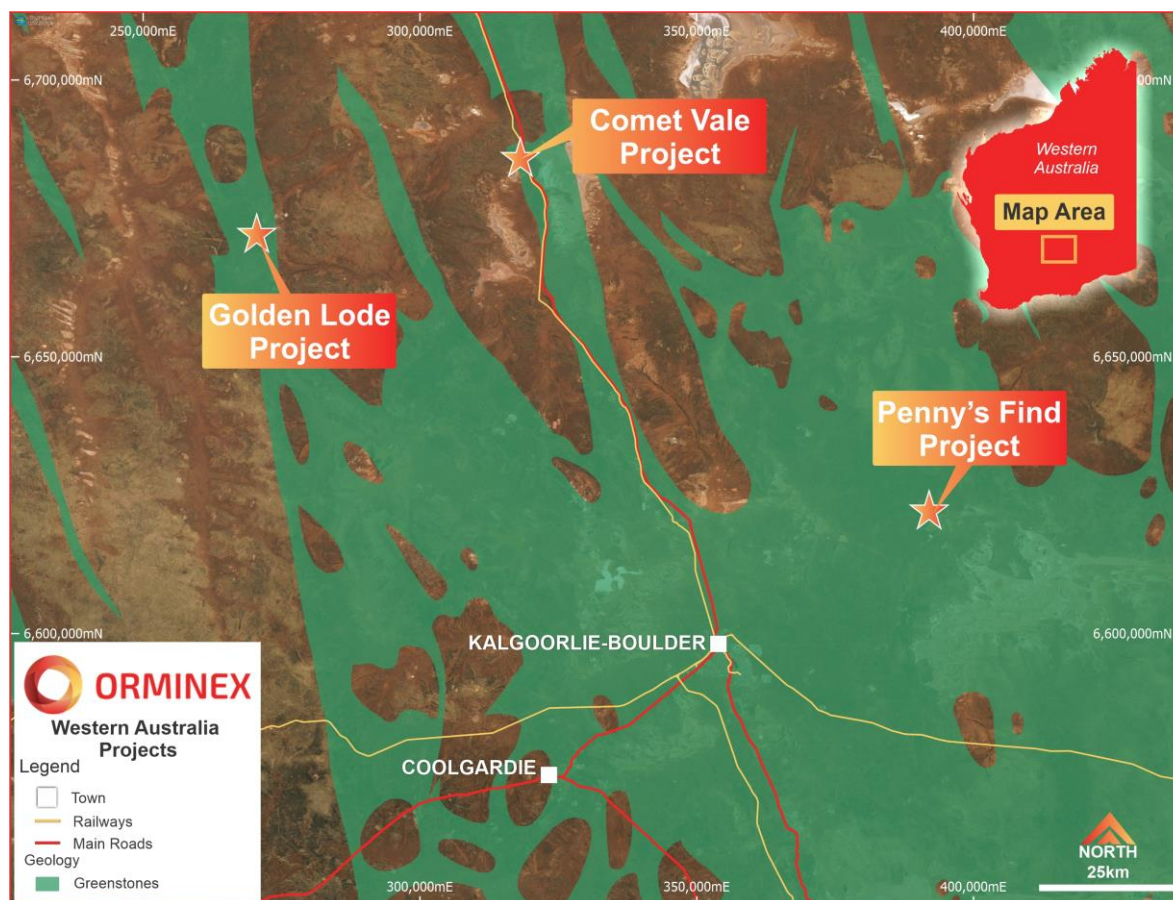 250,000mE
300,000mE
350,000mE
400,000mE
6,700,000mN
Comet Vale
Project
Western
Australia
Map Area
Golden Lode
Project
6,650,000mN
6,650,000mN
Penny's Find
Project
6,600,000mN
6,600,000mN
KALGOORLIE-BOULDER
COOLGARDIE
ORMINEX
Western Australia
Projects
Legend
Town
Railways
Main Roads
Geology
Greenstones
300,000mE
350,000mE
400,000mE
NORTH
25km